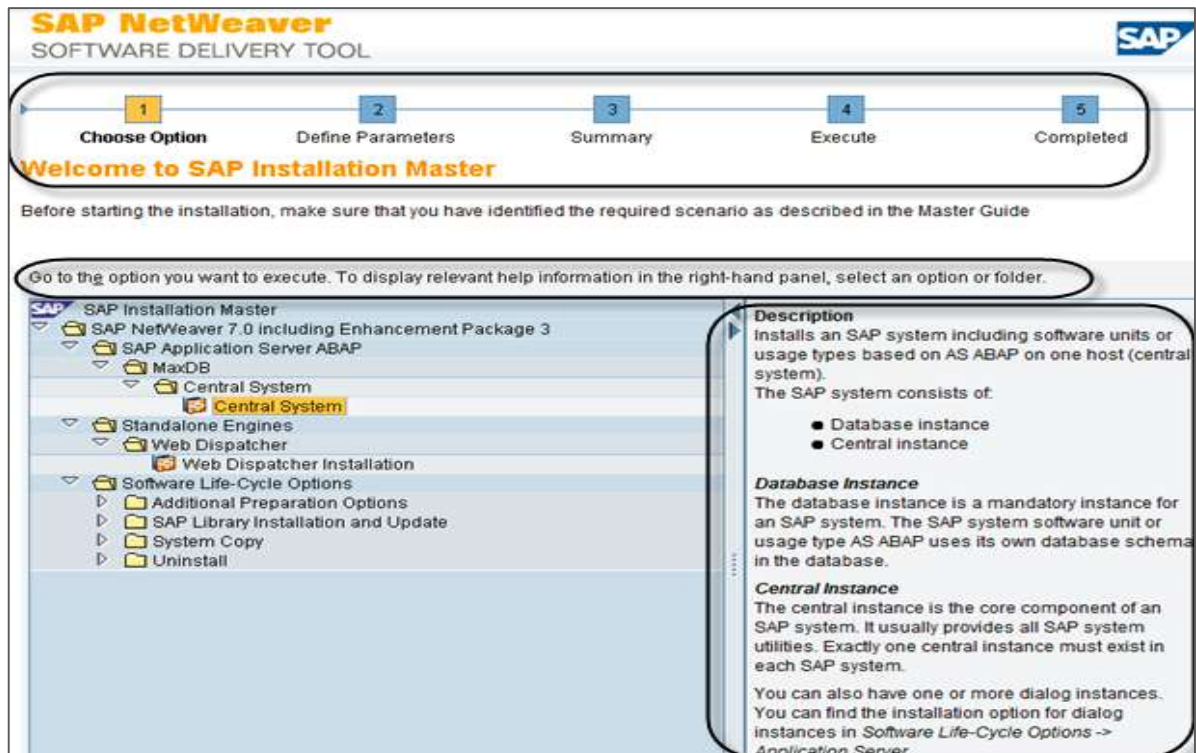 SAP NetWeaver
SOFTWARE DELIVERY TOOL
SAP
1
2
3
4
5
Choose Option
Define Parameters
Summary
Execute
Completed
Welcome to SAP Installation Master
Before starting the installation, make sure that you have identified the required scenario as described in the Master Guide
Go to the option you want to execute. To display relevant help information in the right-hand panel, select an option or folder.
SAP SAP Installation Master
SAP NetWeaver 7.0 including Enhancement Package 3
SAP Application Server ABAP
MaxDB
Central System
Central System
Standalone Engines
Web Dispatcher
Web Dispatcher Installation
Software Life-Cycle Options
Additional Preparation Options
SAP Library Installation and Update
System Copy
Uninstall
Description
Installs an SAP system including software units or
usage types based on AS ABAP on one host (central
system).
The SAP system consists of:
● Database instance
● Central instance
Database Instance
The database instance is a mandatory instance for
an SAP system. The SAP system software unit or
usage type AS ABAP uses its own database schema
in the database.
Central Instance
The central instance is the core component of an
SAP system. It usually provides all SAP system
utilities. Exactly one central instance must exist in
each SAP system.
You can also have one or more dialog instances.
You can find the installation option for dialog
instances in Software Life-Cycle Options ->
Application Server